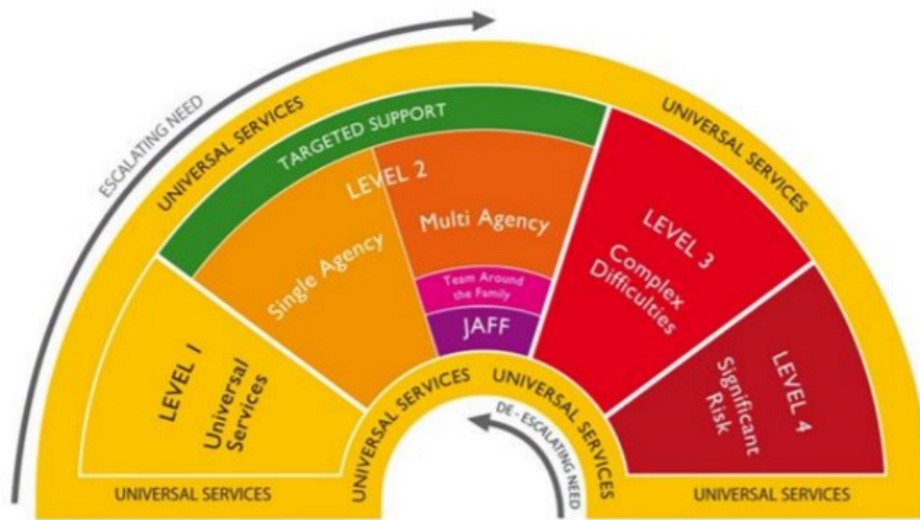 ESCALATING NEED
UNIVERSAL SERVICES
UNIVERSAL SERVICES
TARGETED SUPPORT
LEVEL 2
Single Agency
Multi Agency
Team Around
the Family
JAFF
LEVEL 3
Complex
Difficulties
LEVEL 1
Universal
Services
LEVEL 4
Significant
Risk
UNIVERSAL SERVICES
UNIVERSAL SERVICES
DE - ESCALATING NEED
UNIVERSAL SERVICES
UNIVERSAL SERVICES